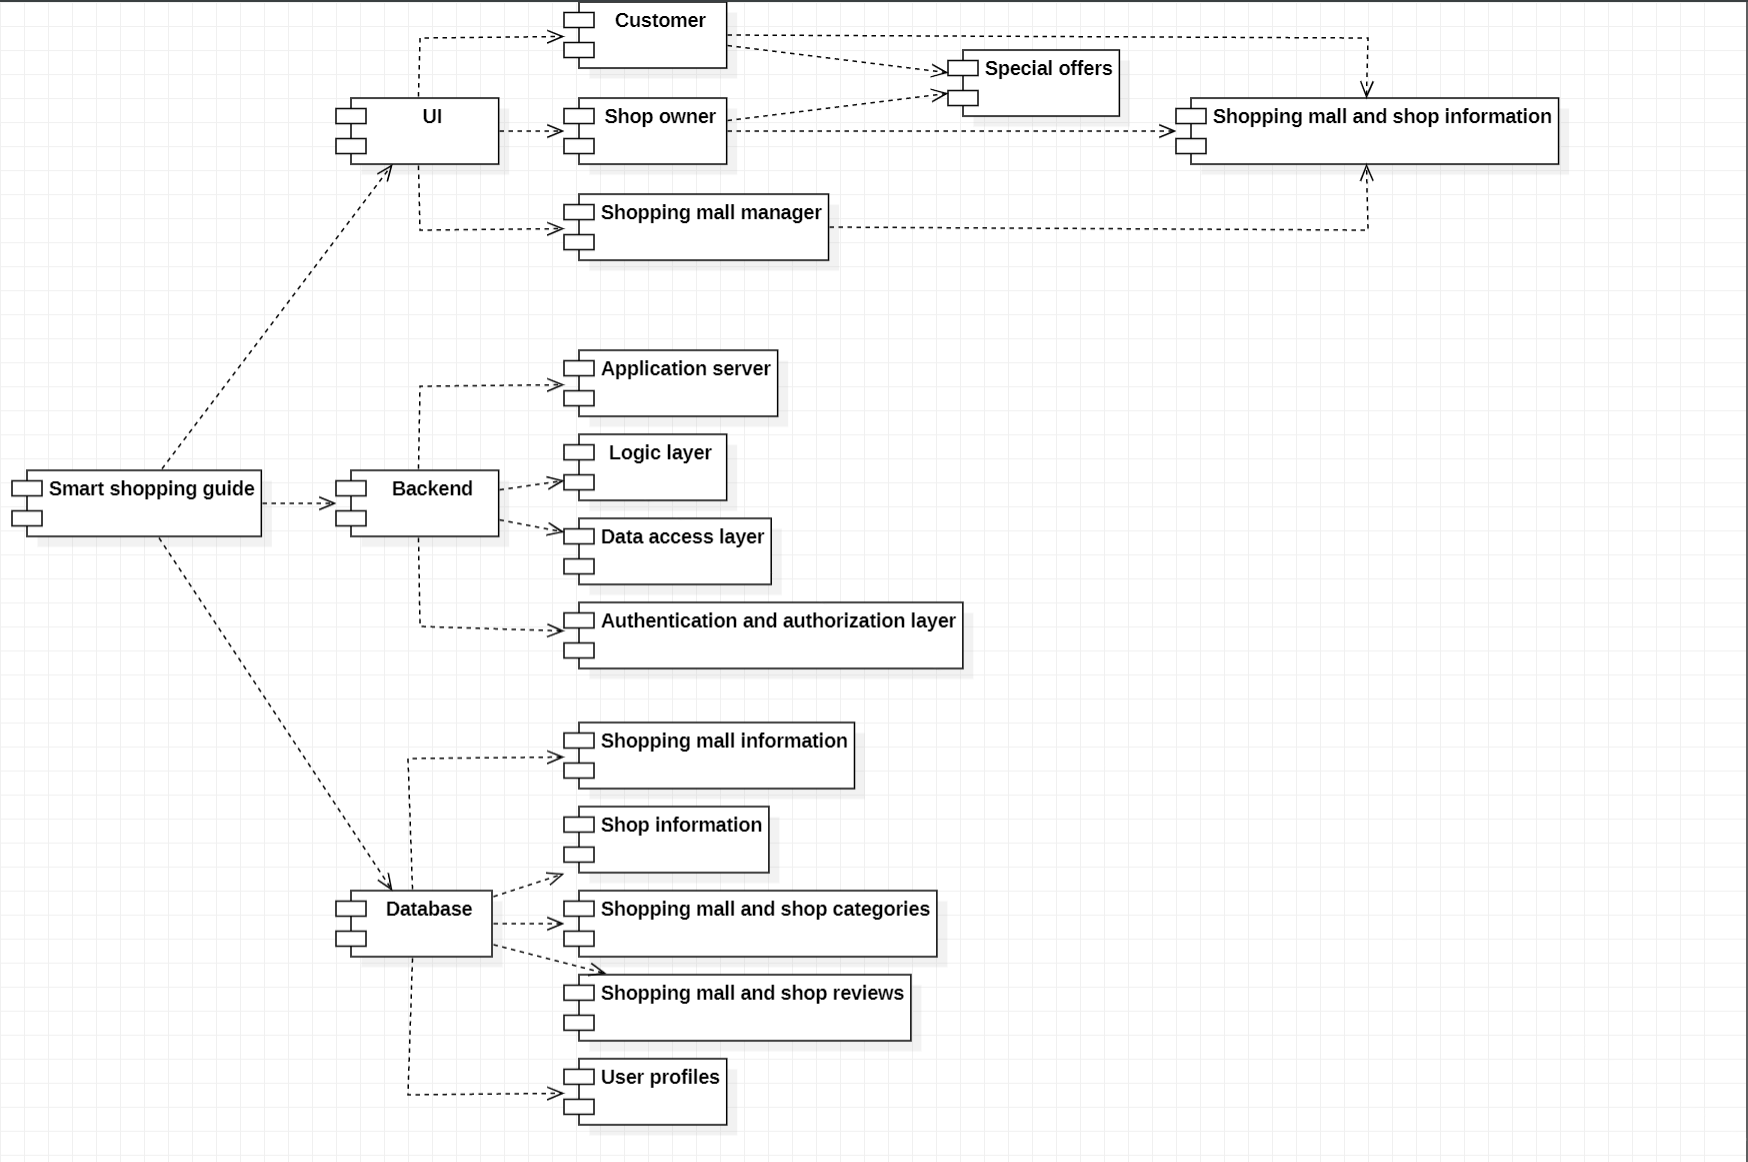 Customer
Special offers
UI
Shop owner
Shopping mall and shop information
Shopping mall manager
Application server
Logic layer
Smart shopping guide
Backend
Data access layer
Authentication and authorization layer
Shopping mall information
Shop information
Database
Shopping mall and shop categories
Shopping mall and shop reviews
User profiles